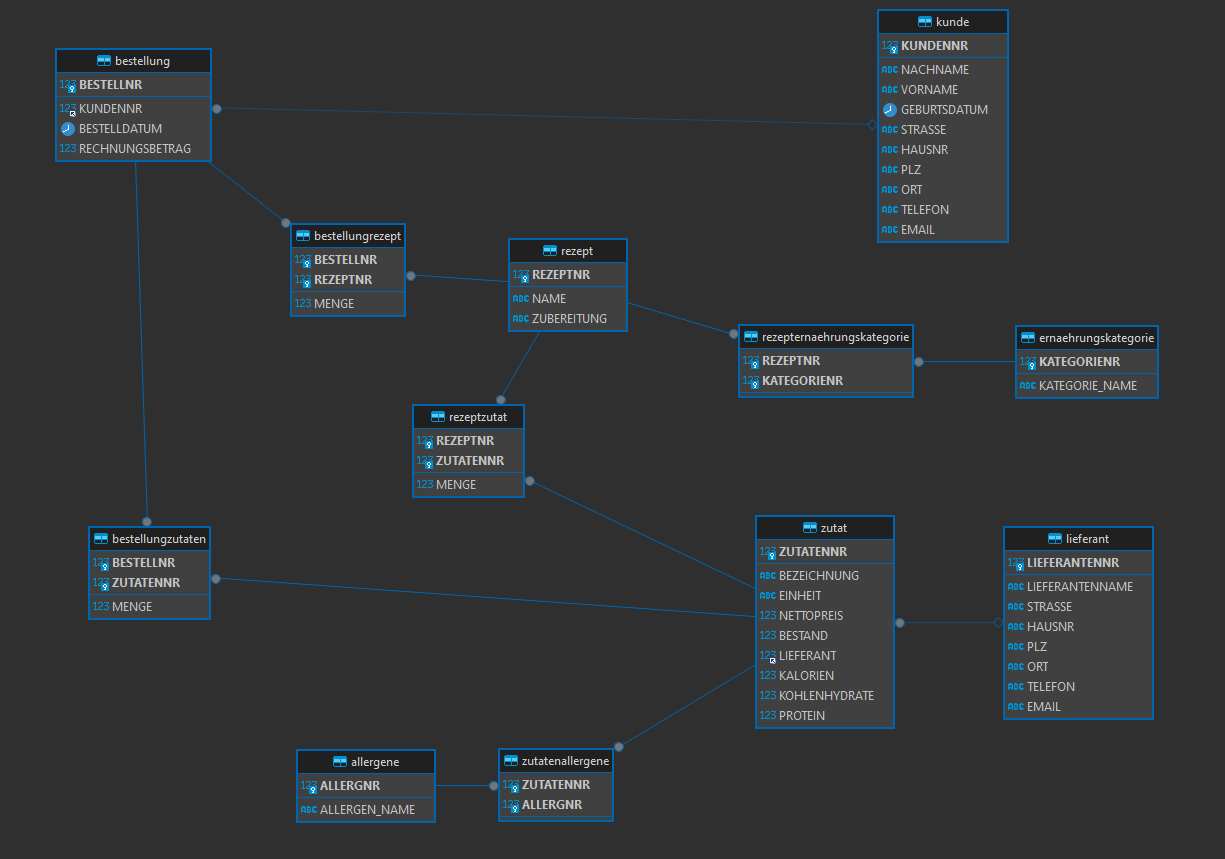 bestellung
123 BESTELLNR
123 KUNDENNR
BESTELLDATUM
123 RECHNUNGSBETRAG
kunde
123 KUNDENNR
ABC NACHNAME
ABC VORNAME
GEBURTSDATUM
ABC STRASSE
ABC HAUSNR
ABC PLZ
ABC ORT
ABC TELEFON
ABC EMAIL
bestellungrezept
123 BESTELLNR
123 REZEPTNR
123 MENGE
rezept
123 REZEPTNR
ABC NAME
ABC ZUBEREITUNG
rezepternaehrungskategorie
123 REZEPTNR
123 KATEGORIENR
ernaehrungskategorie
123 KATEGORIENR
ABC KATEGORIE_NAME
rezeptzutat
123 REZEPTNR
123 ZUTATENNR
123 MENGE
bestellungzutaten
123 BESTELLNR
123 ZUTATENNR
123 MENGE
zutat
123 ZUTATENNR
ABC BEZEICHNUNG
ABC EINHEIT
123 NETTOPREIS
123 BESTAND
123 LIEFERANT
123 KALORIEN
123 KOHLENHYDRATE
123 PROTEIN
lieferant
123 LIEFERANTENNR
ABC LIEFERANTENNAME
ABC STRASSE
ABC HAUSNR
ABC PLZ
ABC ORT
ABC TELEFON
ABC EMAIL
allergene
123 ALLERGNR
ABC ALLERGEN_NAME
zutatenallergene
123 ZUTATENNR
123 ALLERGNR